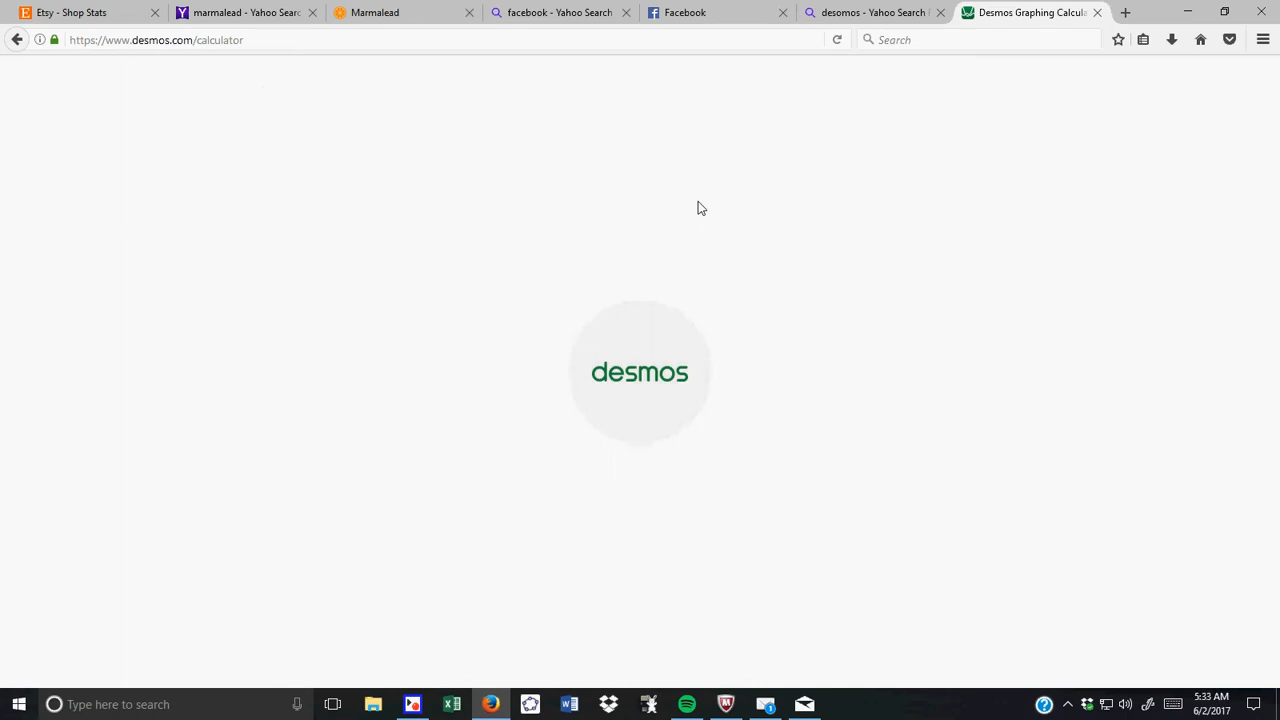 Etsy - Shop Stats
marmalead - Yahoo Searc
Marmalead
facebook - Yahoo Search
Facebook
desomos - Yahoo Search
Desmos Graphing Calcula
https://www.desmos.com/calculator
Search
desmos
Type here to search
5:33 AM
6/2/2017